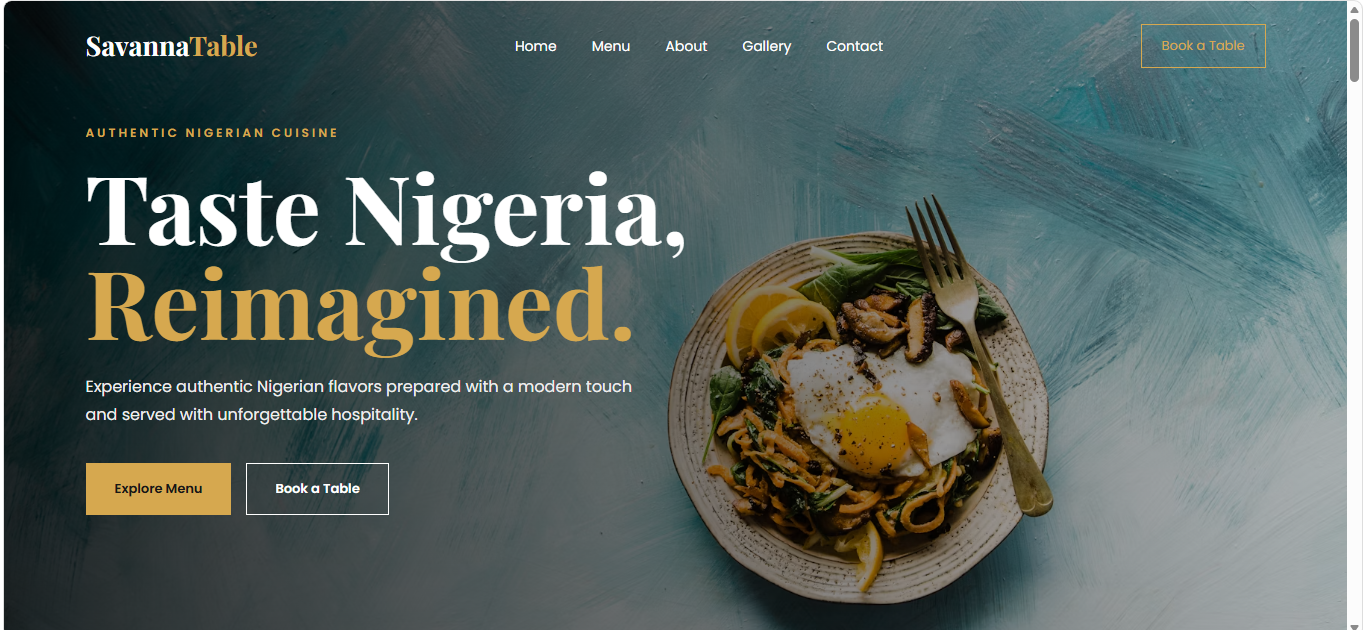 SavannaTable
Home
Menu
About
Gallery
Contact
Book a Table
AUTHENTIC NIGERIAN CUISINE
Taste Nigeria,
Reimagined.
Experience authentic Nigerian flavors prepared with a modern touch
and served with unforgettable hospitality.
Explore Menu
Book a Table